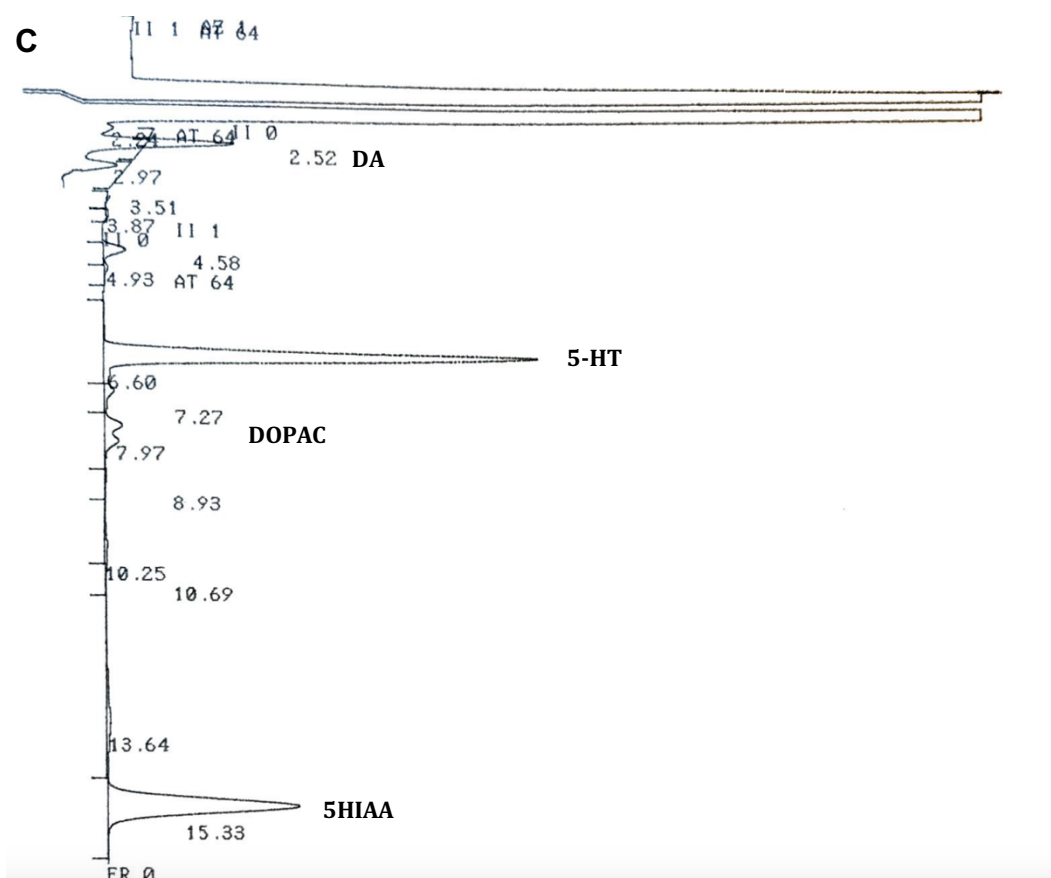 C
II 1
AT 64
II 0
AT 64
2.52 DA
2.97
3.51
3.87 II 1
II 0
4.58
4.93 AT 64
5-HT
6.60
7.27
DOPAC
7.97
8.93
10.25
10.69
13.64
5HIAA
15.33
ER 0